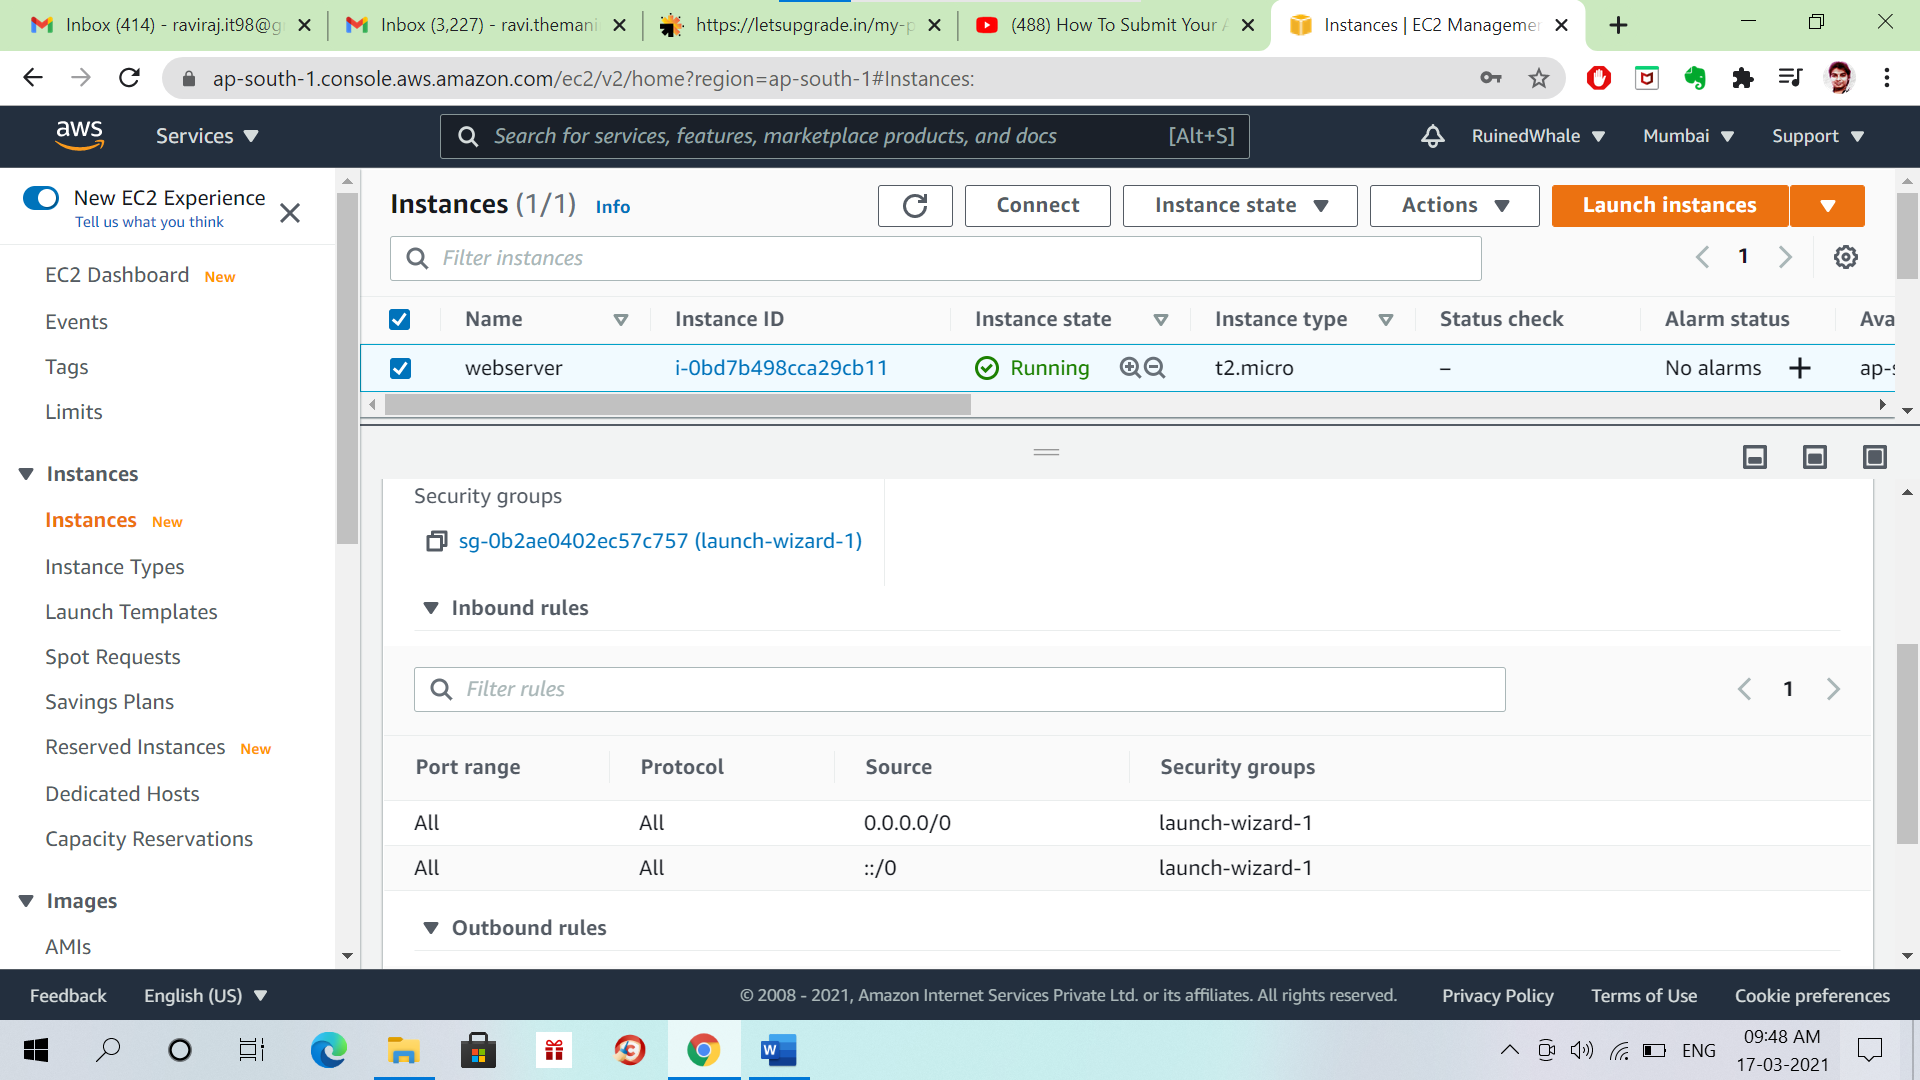 Inbox (414) - raviraj.it98@g
Inbox (3,227) - ravi.themani
https://letsupgrade.in/my-p
(488) How To Submit Your A
Instances | EC2 Managemen
ap-south-1.console.aws.amazon.com/ec2/v2/home?region=ap-south-1#Instances:
aws
Services
Search for services, features, marketplace products, and docs
[Alt+S]
RuinedWhale
Mumbai
Support
New EC2 Experience
Tell us what you think
EC2 Dashboard New
Events
Tags
Limits
Instances
Instances New
Instance Types
Launch Templates
Spot Requests
Savings Plans
Reserved Instances New
Dedicated Hosts
Capacity Reservations
Images
AMIs
Instances (1/1) Info
Connect
Instance state
Actions
Launch instances
Filter instances
1
Name Instance ID Instance state Instance type Status check Alarm status Ava
webserver i-0bd7b498cca29cb11 Running t2.micro – No alarms + ap-s
Security groups
sg-0b2ae0402ec57c757 (launch-wizard-1)
Inbound rules
Filter rules
1
Port range Protocol Source Security groups
All All 0.0.0.0/0 launch-wizard-1
All All ::/0 launch-wizard-1
Outbound rules
Feedback English (US) © 2008 - 2021, Amazon Internet Services Private Ltd. or its affiliates. All rights reserved. Privacy Policy Terms of Use Cookie preferences
ENG
09:48 AM
17-03-2021